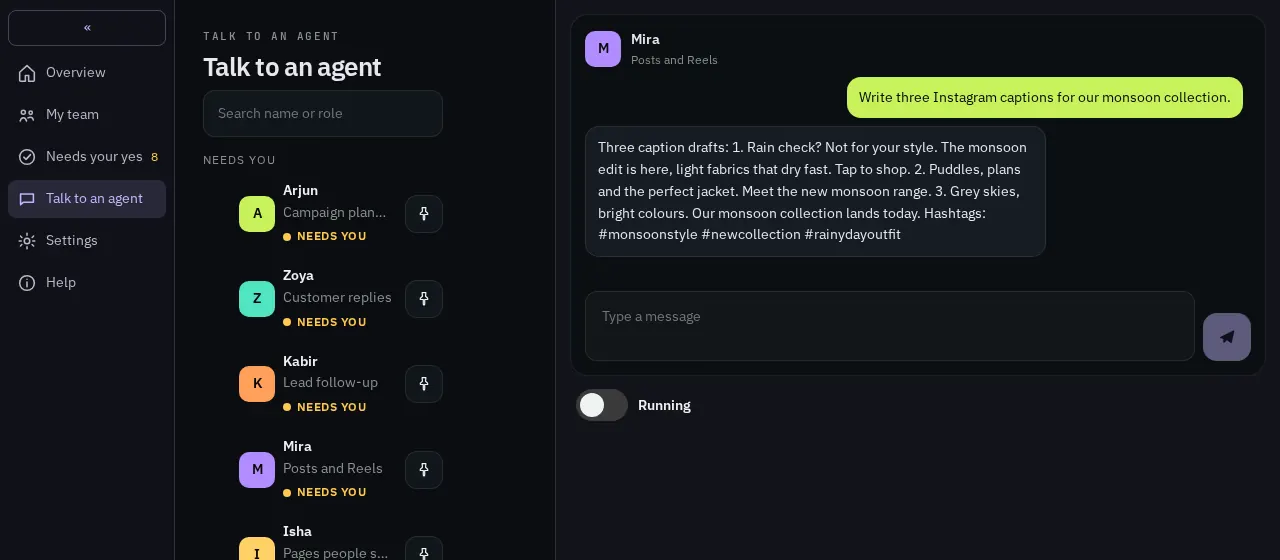 «
Overview
My team
Needs your yes 8
Talk to an agent
Settings
Help
TALK TO AN AGENT
Talk to an agent
Search name or role
NEEDS YOU
A
Arjun
Campaign plan...
NEEDS YOU
Z
Zoya
Customer replies
NEEDS YOU
K
Kabir
Lead follow-up
NEEDS YOU
M
Mira
Posts and Reels
NEEDS YOU
I
Isha
Pages people s...
M
Mira
Posts and Reels
Write three Instagram captions for our monsoon collection.
Three caption drafts: 1. Rain check? Not for your style. The monsoon
edit is here, light fabrics that dry fast. Tap to shop. 2. Puddles, plans
and the perfect jacket. Meet the new monsoon range. 3. Grey skies,
bright colours. Our monsoon collection lands today. Hashtags:
#monsoonstyle #newcollection #rainydayoutfit
Type a message
Running